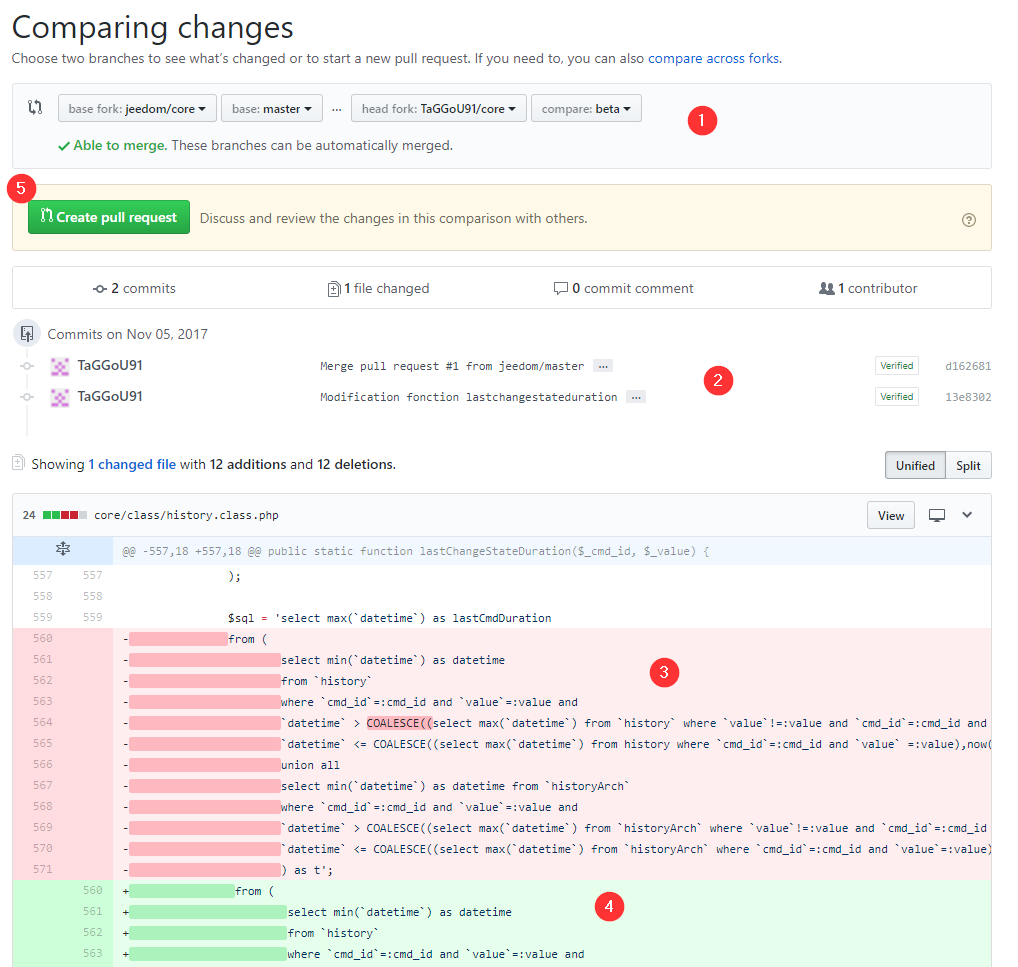 Comparing changes
Choose two branches to see what's changed or to start a new pull request. If you need to, you can also compare across forks.
base fork: jeedom/core base: master ... head fork: TaGGoU91/core compare: beta
1
Able to merge. These branches can be automatically merged.
5
Create pull request Discuss and review the changes in this comparison with others.
2 commits 1 file changed 0 commit comment 1 contributor
Commits on Nov 05, 2017
TaGGoU91 Merge pull request #1 from jeedom/master ... Verified d162681
2
TaGGoU91 Modification fonction lastchangestateduration ... Verified 13e8302
Showing 1 changed file with 12 additions and 12 deletions. Unified Split
24 core/class/history.class.php View
@@ -557,18 +557,18 @@ public static function lastChangeStateDuration($_cmd_id, $_value) {
557 557 );
558 558
559 559 $sql = 'select max(`datetime`) as lastCmdDuration
560 -from (
561 -select min(`datetime`) as datetime
3
562 -from `history`
563 -where `cmd_id`=:cmd_id and `value`=:value and
564 -`datetime` > COALESCE((select max(`datetime`) from `history` where `value`!=:value and `cmd_id`=:cmd_id and
565 -`datetime` <= COALESCE((select max(`datetime`) from history where `cmd_id`=:cmd_id and `value` =:value),now(
566 -union all
567 -select min(`datetime`) as datetime from `historyArch`
568 -where `cmd_id`=:cmd_id and `value`=:value and
569 -`datetime` > COALESCE((select max(`datetime`) from `historyArch` where `value`!=:value and `cmd_id`=:cmd_id
570 -`datetime` <= COALESCE((select max(`datetime`) from `historyArch` where `cmd_id`=:cmd_id and `value`=:value)
571 -) as t';
560 +from (
4
561 +select min(`datetime`) as datetime
562 +from `history`
563 +where `cmd_id`=:cmd_id and `value`=:value and